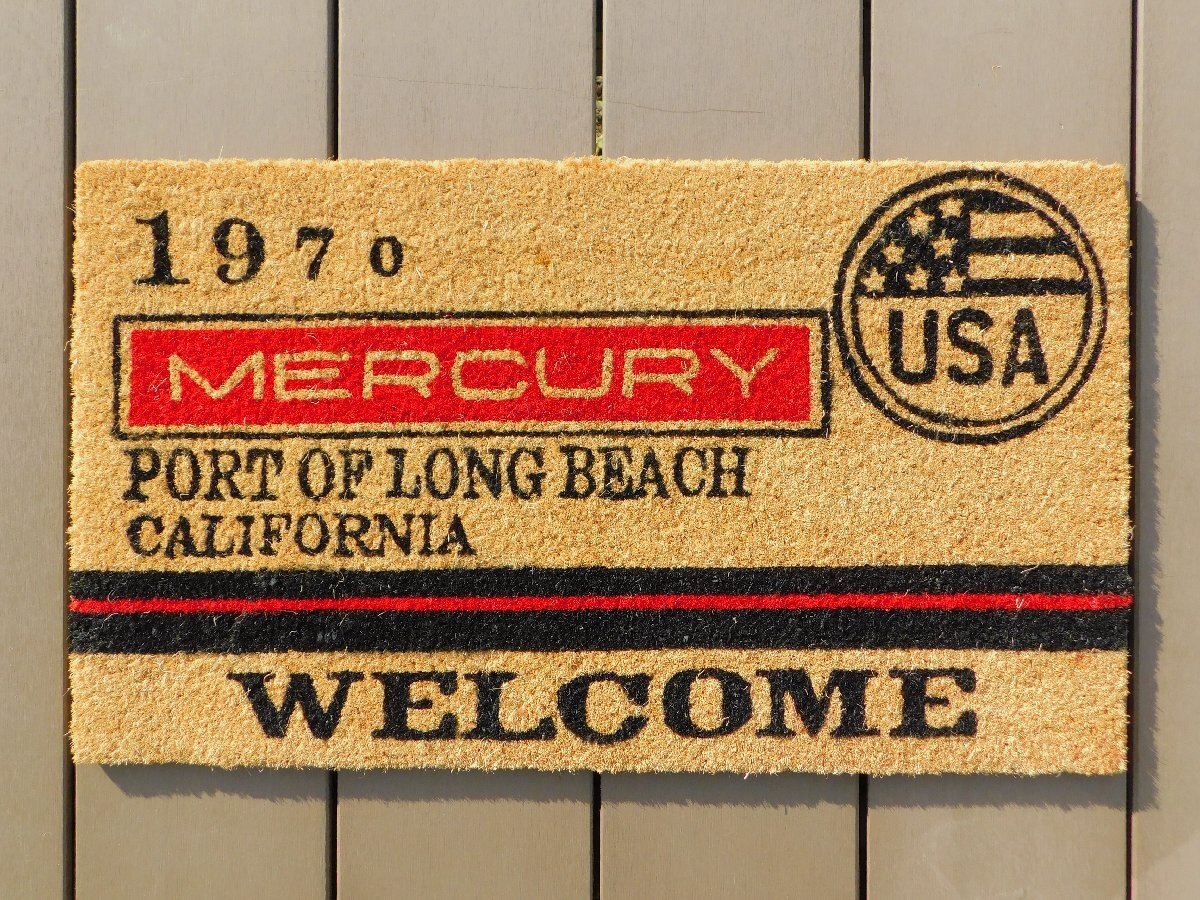 1970
MERCURY
USA
PORT OF LONG BEACH
CALIFORNIA
WELCOME